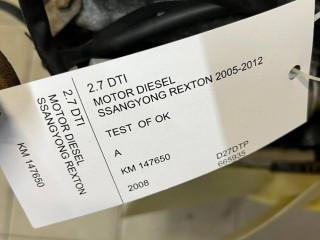 2.7 DTI
MOTOR DIESEL
SSANGYONG REXTON
KM 147650
2.7 DTI
MOTOR DIESEL
SSANGYONG REXTON 2005-2012
TEST OF OK
A
KM 147650
2008
D27DTP
665935